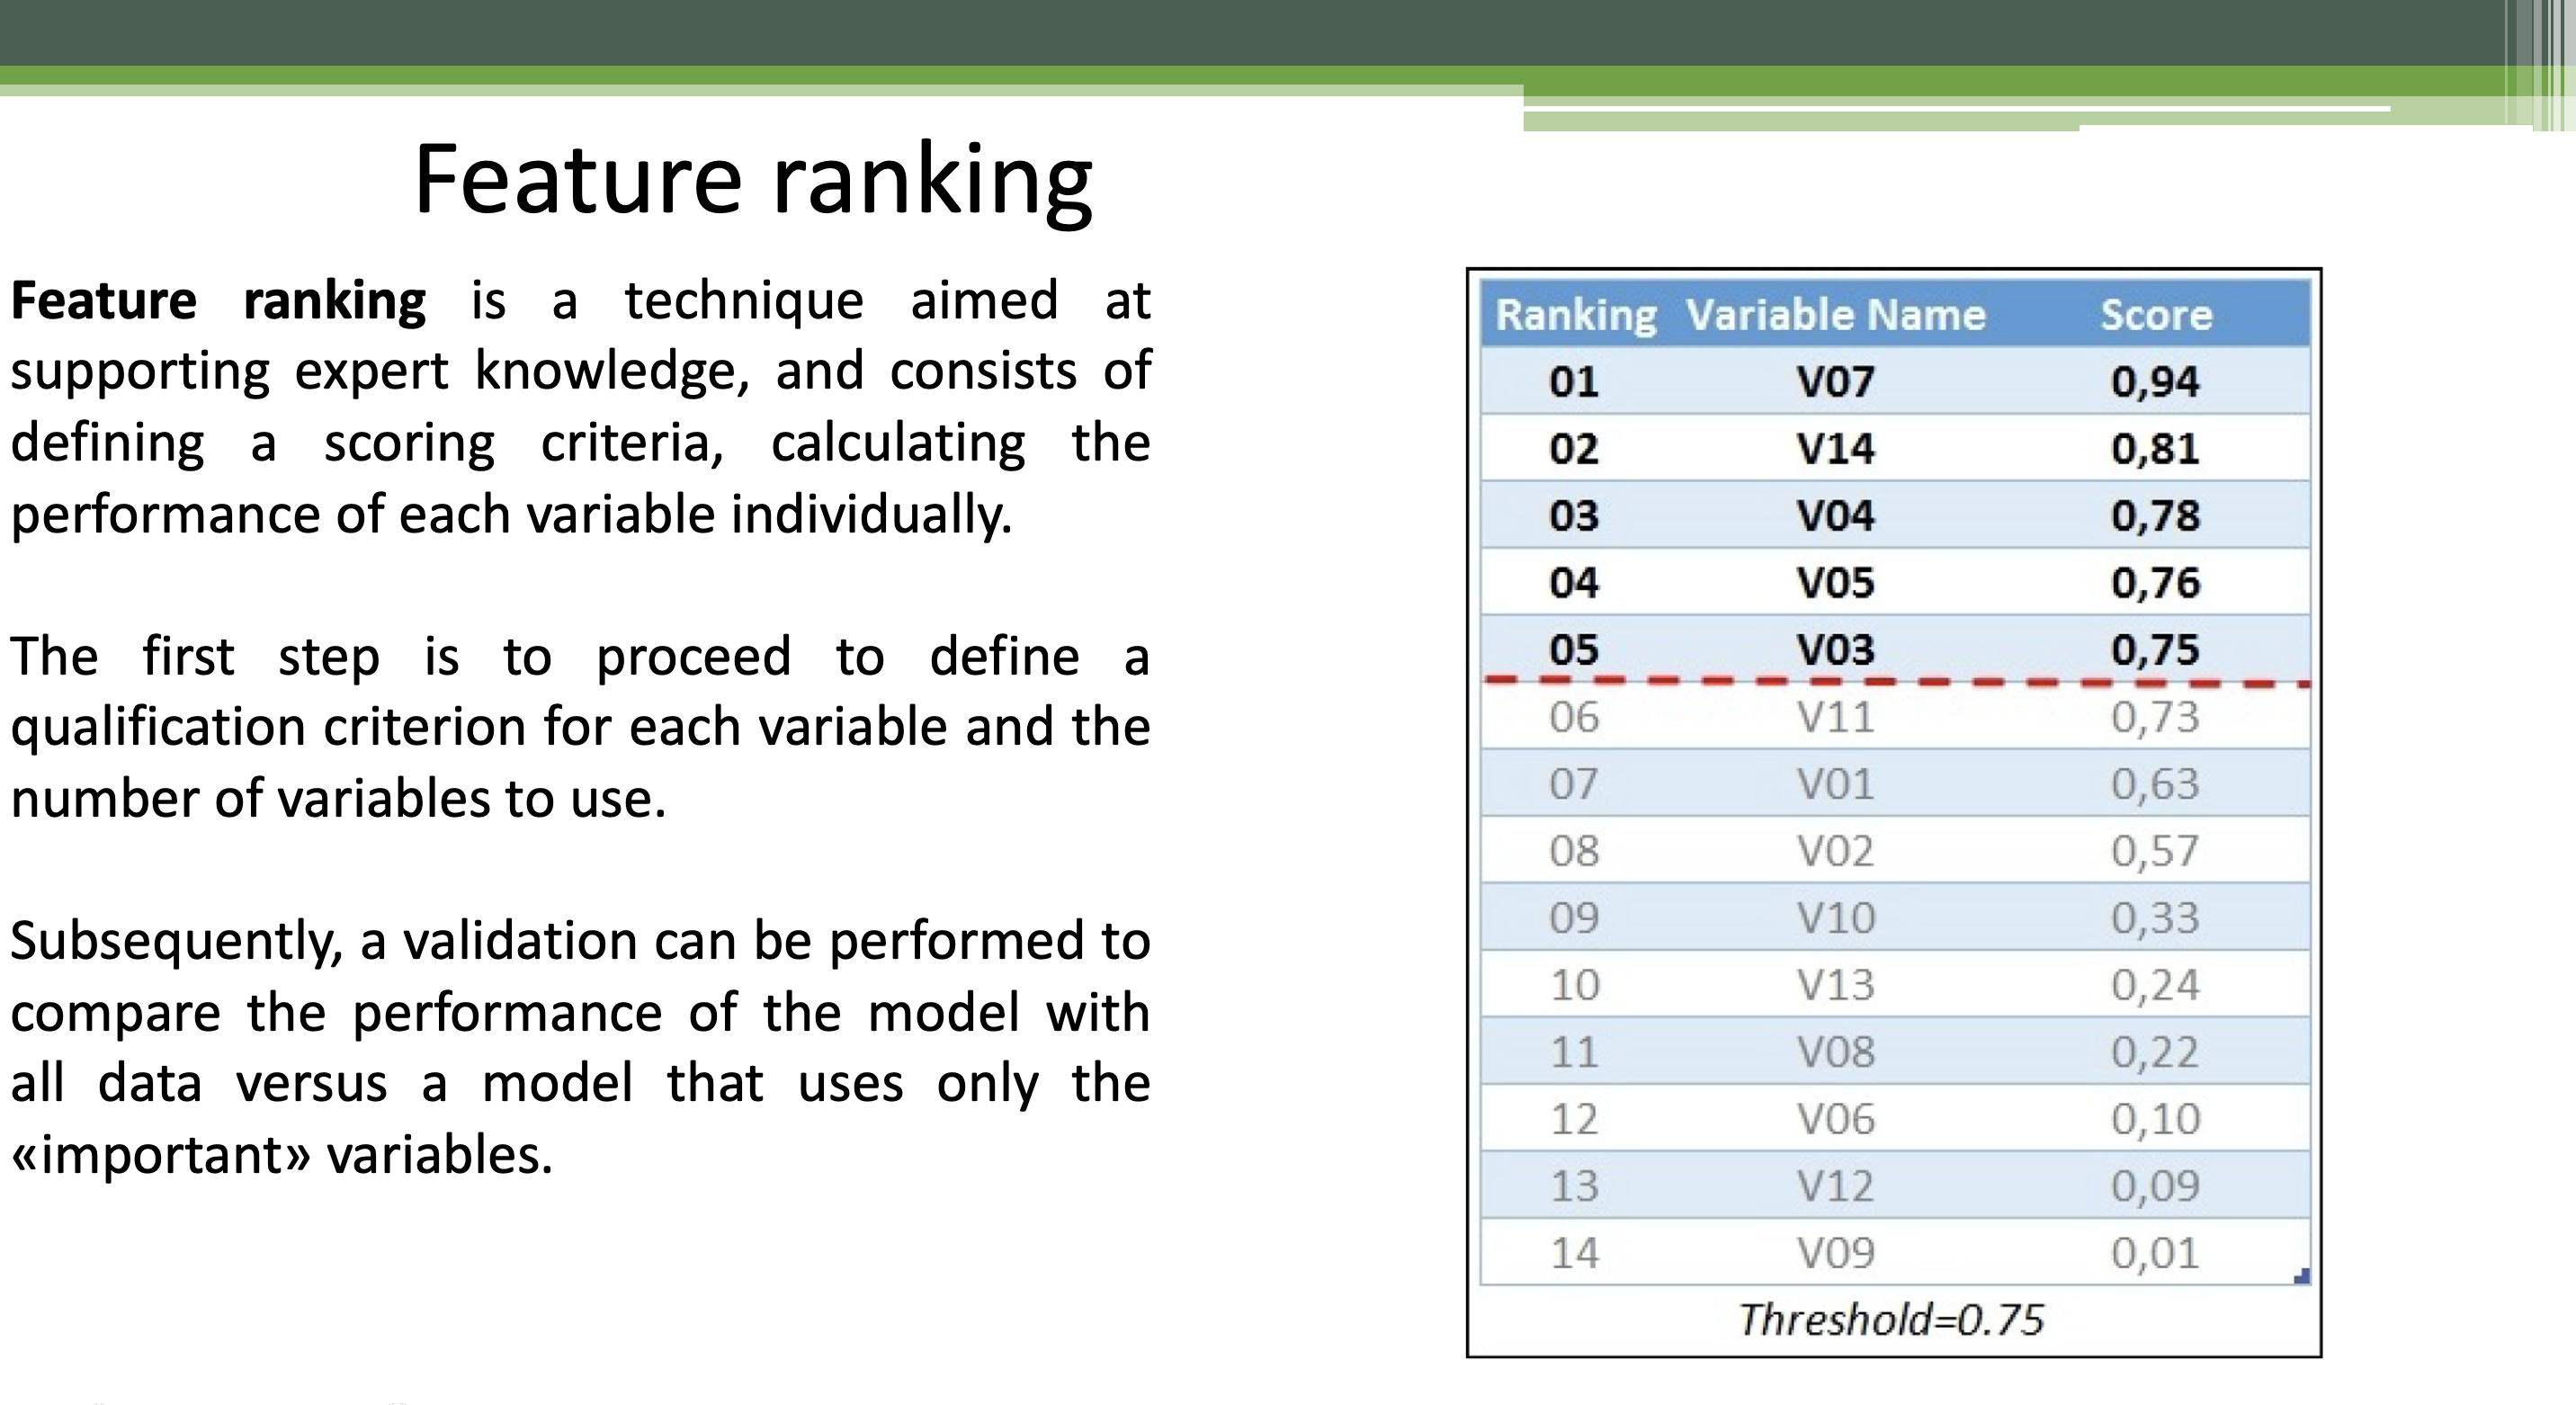 Feature ranking
Feature ranking is a technique aimed at
supporting expert knowledge, and consists of
defining a scoring criteria, calculating the
performance of each variable individually.
The first step is to proceed to define a
qualification criterion for each variable and the
number of variables to use.
Subsequently, a validation can be performed to
compare the performance of the model with
all data versus a model that uses only the
«important» variables.
Ranking Variable Name Score
01 V07 0,94
02 V14 0,81
03 V04 0,78
04 V05 0,76
05 V03 0,75
06 V11 0,73
07 V01 0,63
08 V02 0,57
09 V10 0,33
10 V13 0,24
11 V08 0,22
12 V06 0,10
13 V12 0,09
14 V09 0,01
Threshold=0.75